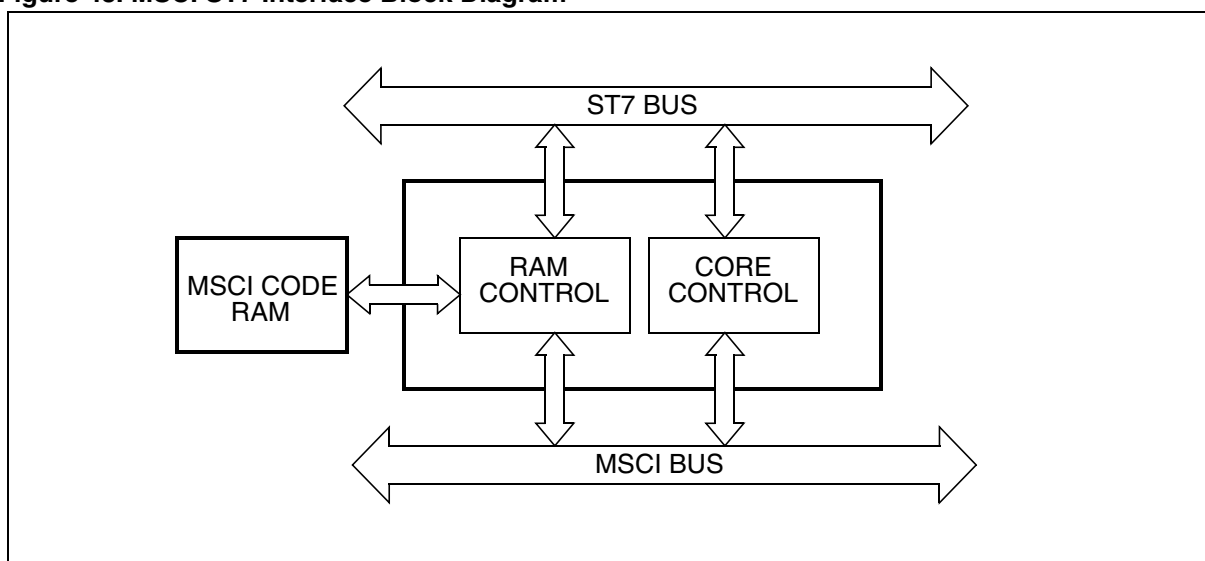 ST7 BUS
RAM
CONTROL
CORE
CONTROL
MSCI CODE
RAM
MSCI BUS